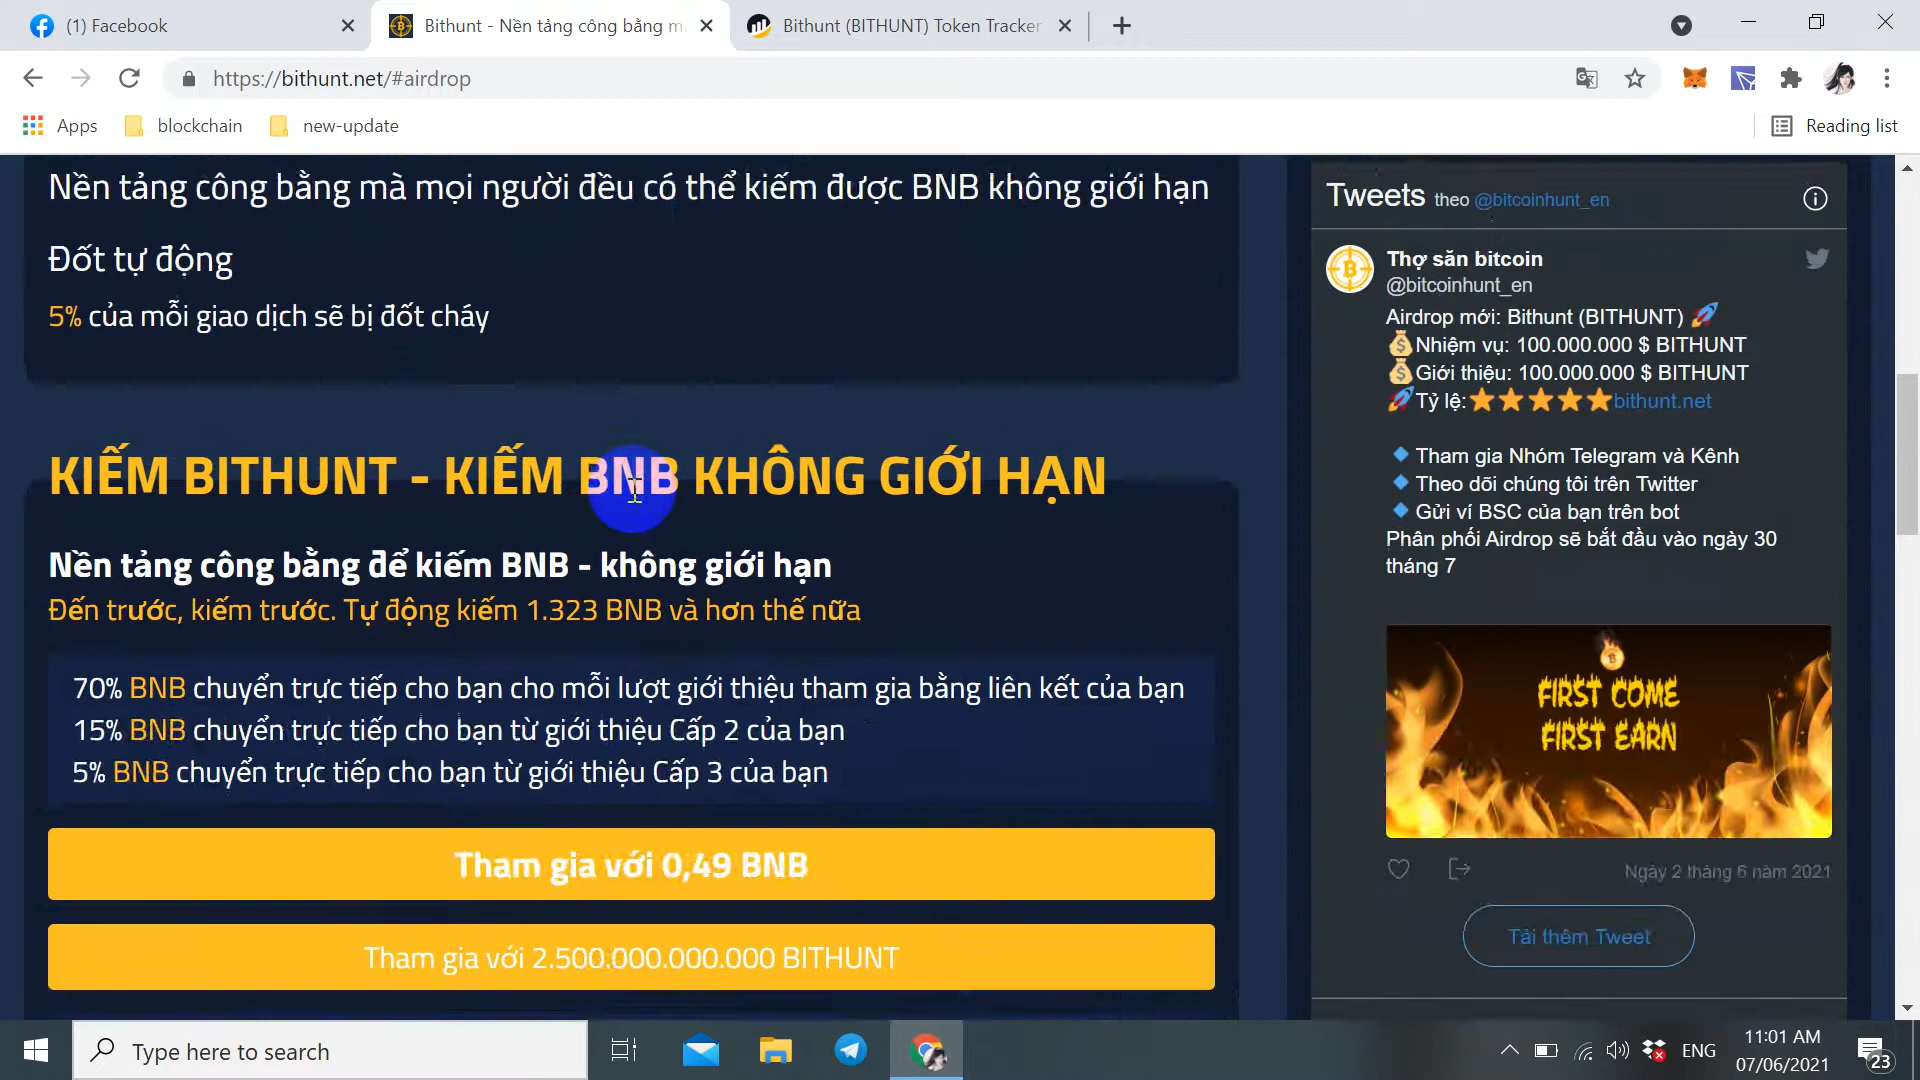 (1) Facebook
Bithunt - Nền tảng công bằng m
Bithunt (BITHUNT) Token Tracker
https://bithunt.net/#airdrop
Apps
blockchain
new-update
Reading list
Nền tảng công bằng mà mọi người đều có thể kiếm được BNB không giới hạn
Đốt tự động
5% của mỗi giao dịch sẽ bị đốt cháy
KIẾM BITHUNT - KIẾM BNB KHÔNG GIỚI HẠN
Nền tảng công bằng để kiếm BNB - không giới hạn
Đến trước, kiếm trước. Tự động kiếm 1.323 BNB và hơn thế nữa
70% BNB chuyển trực tiếp cho bạn cho mỗi lượt giới thiệu tham gia bằng liên kết của bạn
15% BNB chuyển trực tiếp cho bạn từ giới thiệu Cấp 2 của bạn
5% BNB chuyển trực tiếp cho bạn từ giới thiệu Cấp 3 của bạn
Tham gia với 0,49 BNB
Tham gia với 2.500.000.000.000 BITHUNT
Tweets theo @bitcoinhunt_en
Thợ săn bitcoin
@bitcoinhunt_en
Airdrop mới: Bithunt (BITHUNT) 🚀
💰Nhiệm vụ: 100.000.000 $ BITHUNT
💰Giới thiệu: 100.000.000 $ BITHUNT
🚀Tỷ lệ:⭐⭐⭐⭐⭐bithunt.net
🔹Tham gia Nhóm Telegram và Kênh
🔹Theo dõi chúng tôi trên Twitter
🔹Gửi ví BSC của bạn trên bot
Phân phối Airdrop sẽ bắt đầu vào ngày 30
tháng 7
FIRST COME
FIRST EARN
Ngày 2 tháng 6 năm 2021
Tải thêm Tweet
Type here to search
ENG
11:01 AM
07/06/2021
23